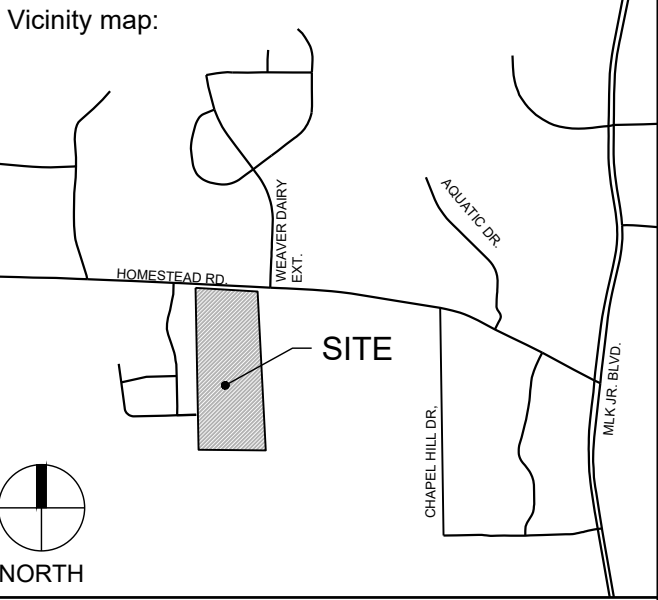 Vicinity map:
WEAVER DAIRY
EXT.
AQUATIC DR.
HOMESTEAD RD.
SITE
MLK JR. BLVD.
CHAPEL HILL DR,
NORTH